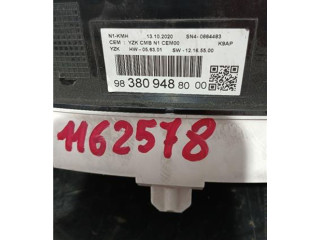 N1-KMH 13.10.2020 SN4- 0664483
CEM : YZK CMB N1 CEM00 K9AP
YZK HW - 05.63.01 SW - 12.16.55.00
98 380 948 80 00
1162578